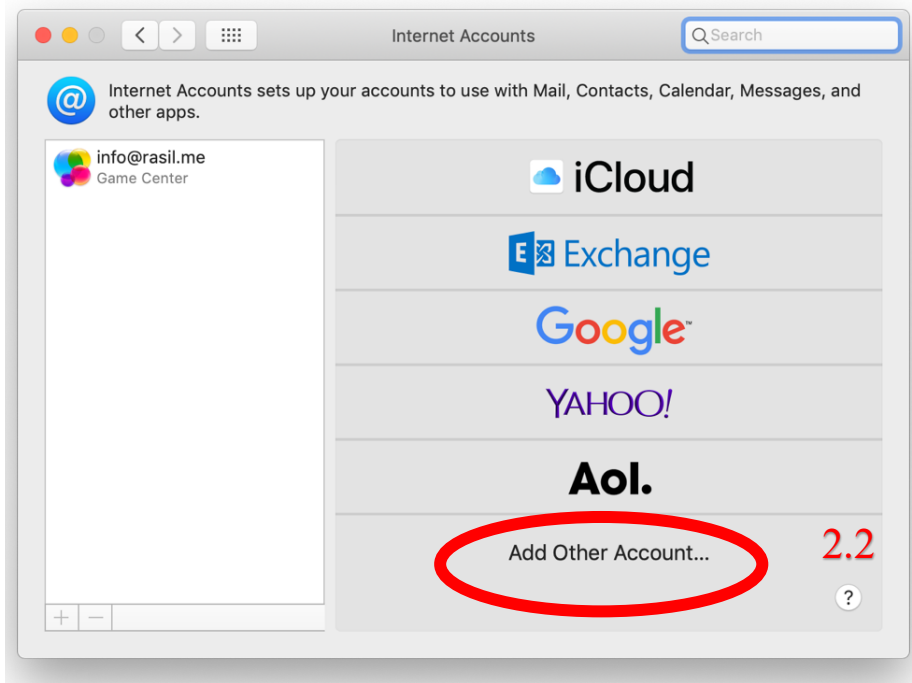 Internet Accounts
Search
Internet Accounts sets up your accounts to use with Mail, Contacts, Calendar, Messages, and
other apps.
info@rasil.me
Game Center
iCloud
E Exchange
Google™
YAHOO!
Aol.
Add Other Account...
2.2
?